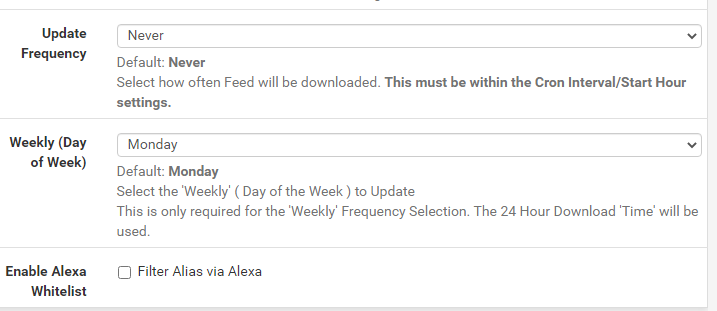 Update Frequency
Never
Default: Never
Select how often Feed will be downloaded. This must be within the Cron Interval/Start Hour
settings.
Weekly (Day of Week)
Monday
Default: Monday
Select the 'Weekly' ( Day of the Week ) to Update
This is only required for the 'Weekly' Frequency Selection. The 24 Hour Download 'Time' will be
used.
Enable Alexa Whitelist
Filter Alias via Alexa